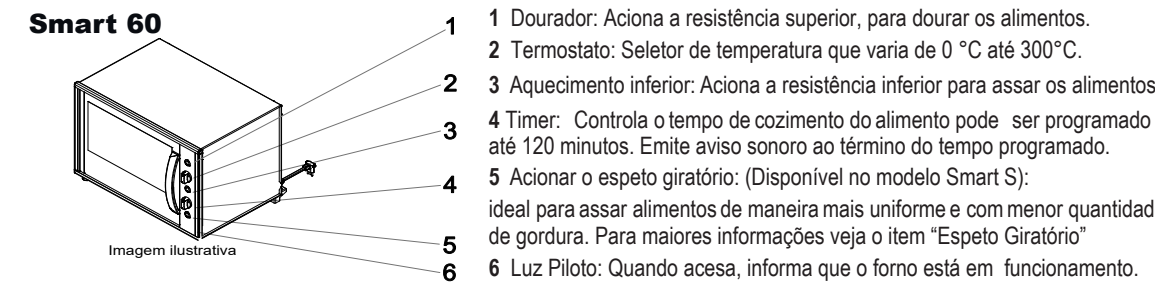 Smart 60
1
2
3
4
5
6
Imagem ilustrativa
1 Dourador: Aciona a resistência superior, para dourar os alimentos.
2 Termostato: Seletor de temperatura que varia de 0 °C até 300°C.
3 Aquecimento inferior: Aciona a resistência inferior para assar os alimentos
4 Timer: Controla o tempo de cozimento do alimento pode ser programado
até 120 minutos. Emite aviso sonoro ao término do tempo programado.
5 Acionar o espeto giratório: (Disponível no modelo Smart S):
ideal para assar alimentos de maneira mais uniforme e com menor quantidad
de gordura. Para maiores informações veja o item “Espeto Giratório”
6 Luz Piloto: Quando acesa, informa que o forno está em funcionamento.